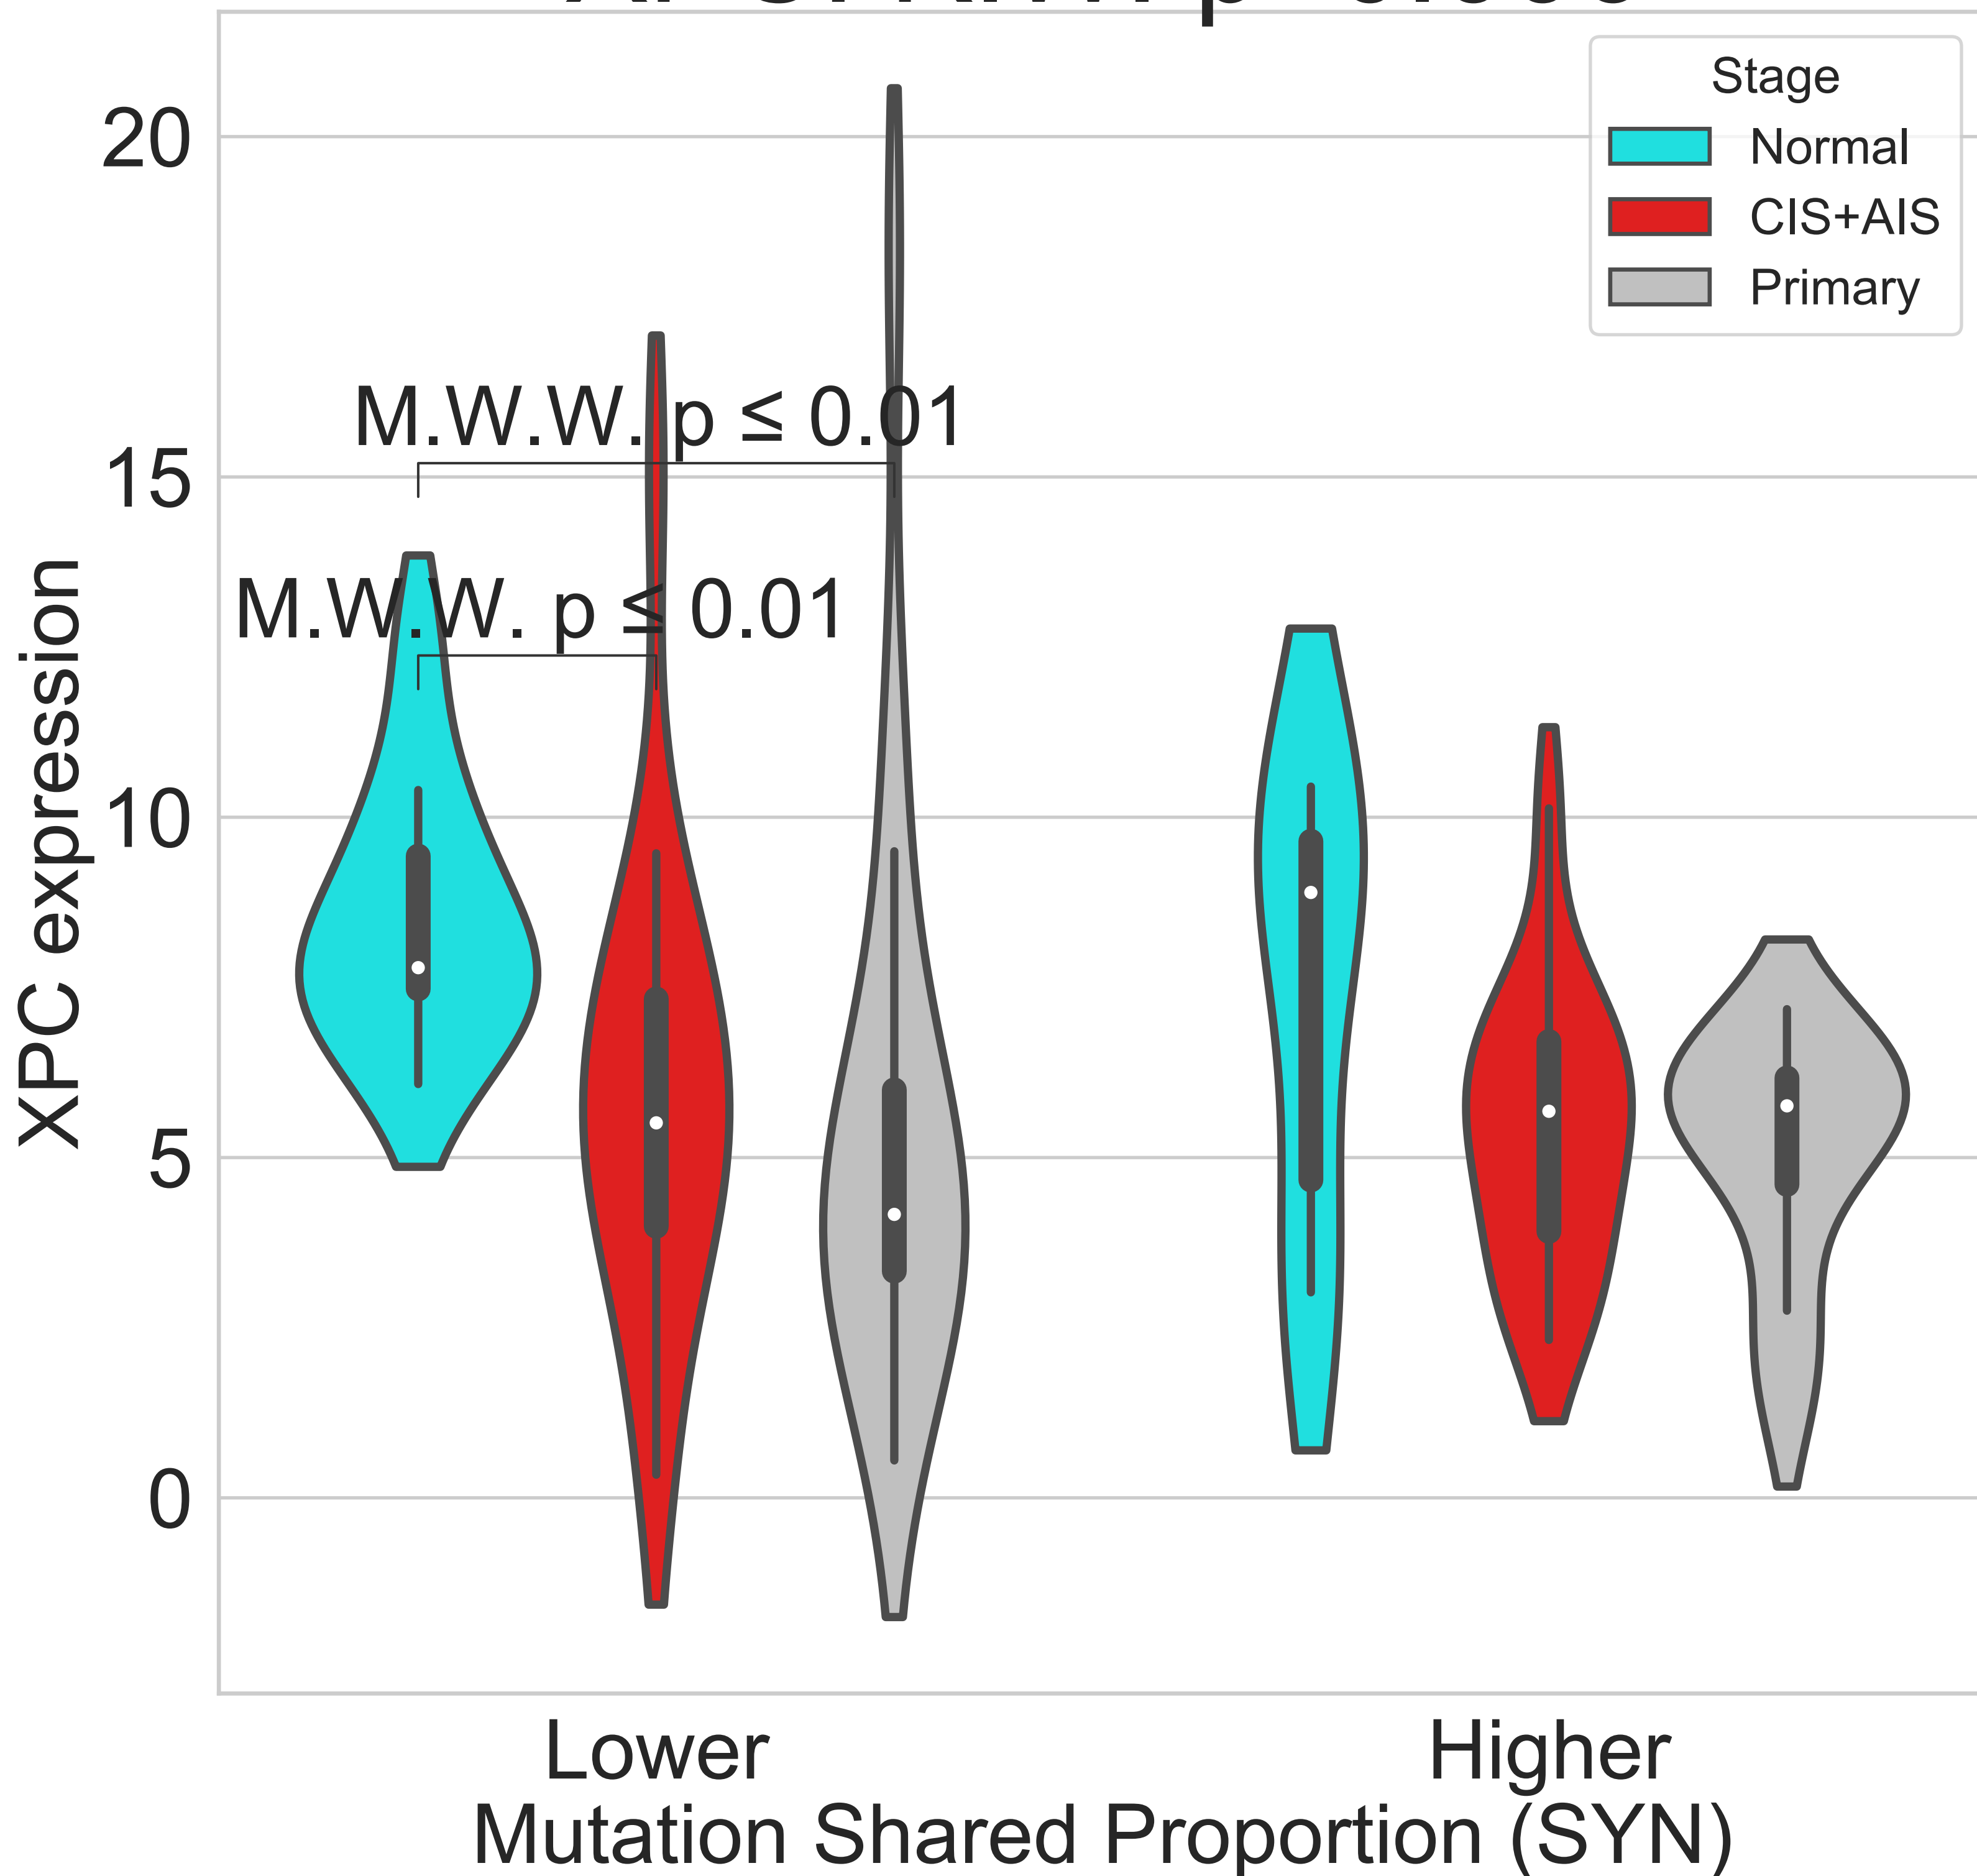 Stage
Normal
CIS+AIS
Primary
20
15
10
5
0
XPC expression
M.W.W. p ≤ 0.01
M.W.W. p ≤ 0.01
Lower
Higher
Mutation Shared Proportion (SYN)